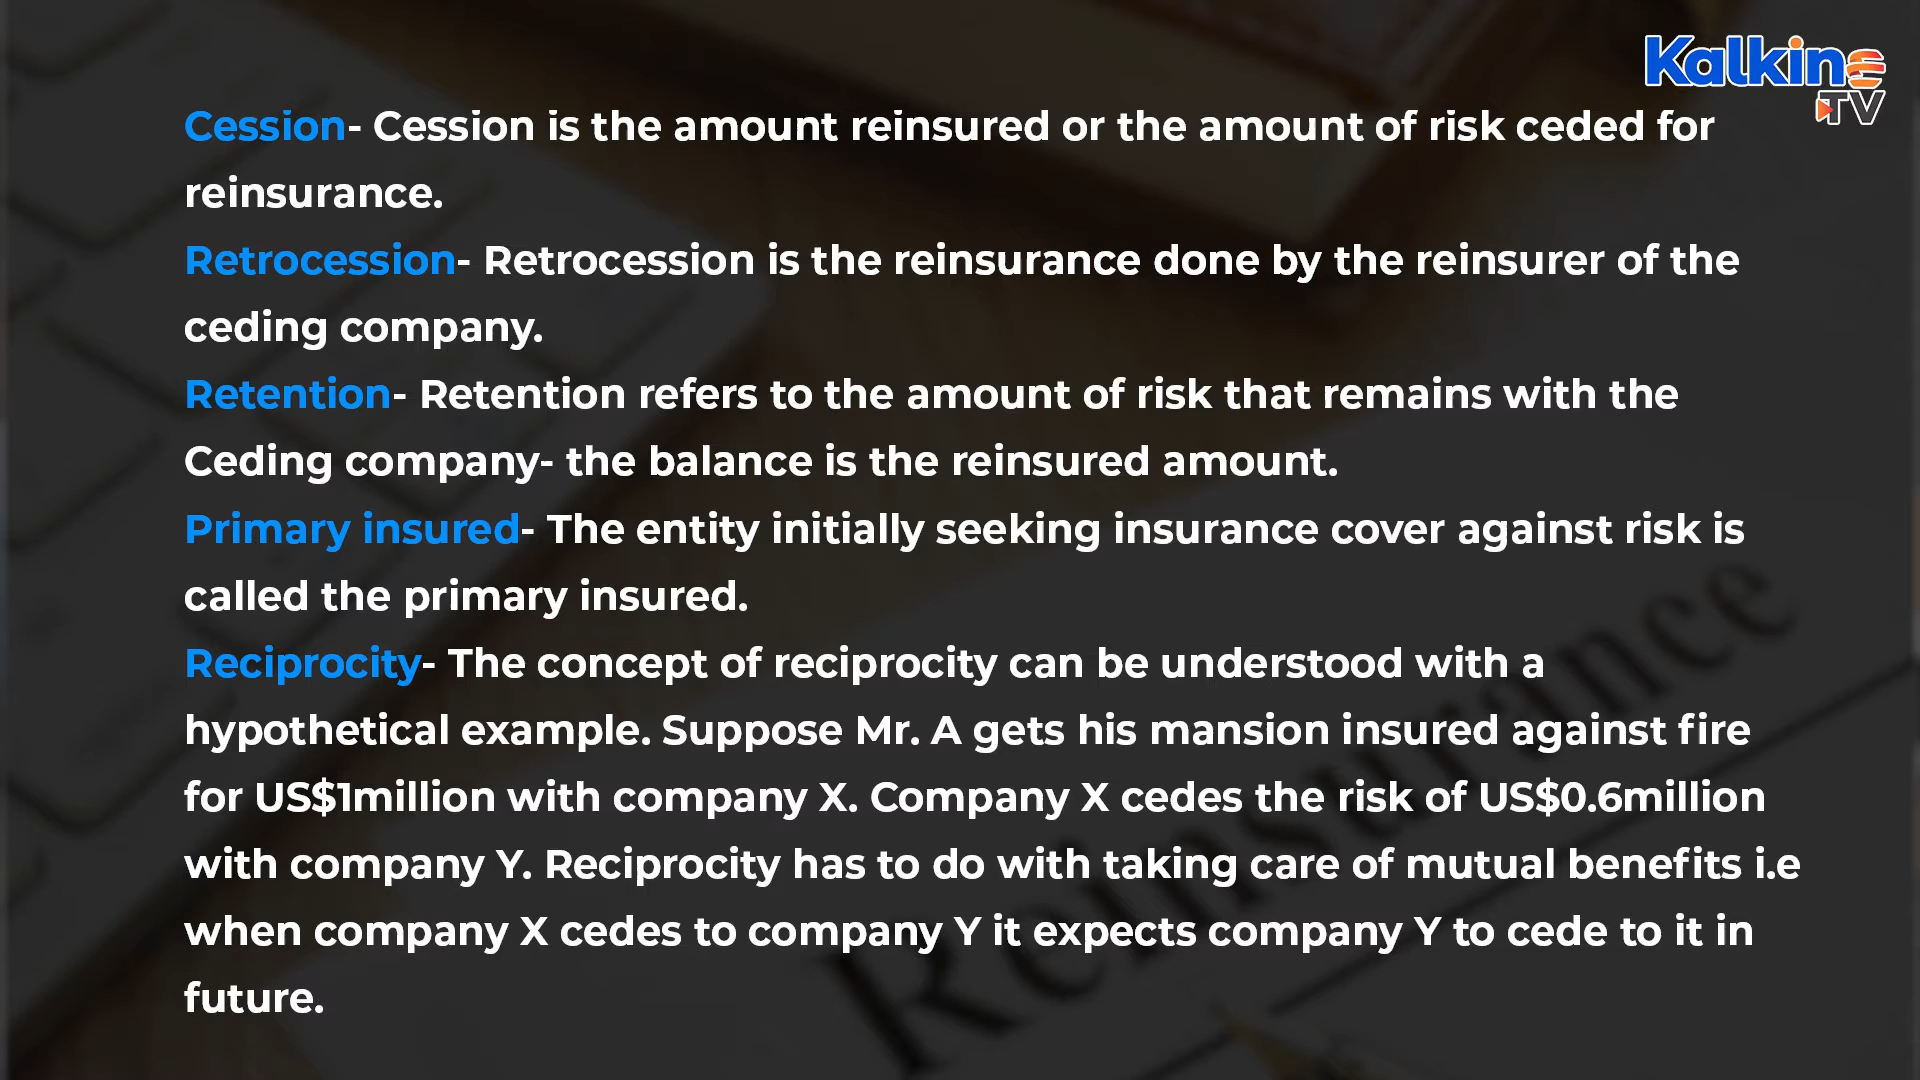 Kalkine
TV
Cession- Cession is the amount reinsured or the amount of risk ceded for
reinsurance.
Retrocession- Retrocession is the reinsurance done by the reinsurer of the
ceding company.
Retention- Retention refers to the amount of risk that remains with the
Ceding company- the balance is the reinsured amount.
Primary insured- The entity initially seeking insurance cover against risk is
called the primary insured.
Reciprocity- The concept of reciprocity can be understood with a
hypothetical example. Suppose Mr. A gets his mansion insured against fire
for US$1million with company X. Company X cedes the risk of US$0.6million
with company Y. Reciprocity has to do with taking care of mutual benefits i.e
when company X cedes to company Y it expects company Y to cede to it in
future.
Reinsurance